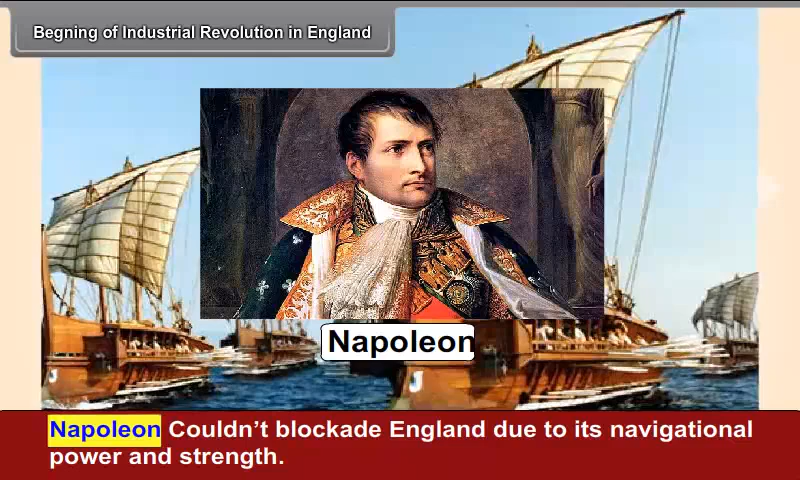 Begning of Industrial Revolution in England
Napoleon
Napoleon Couldn’t blockade England due to its navigational
power and strength.